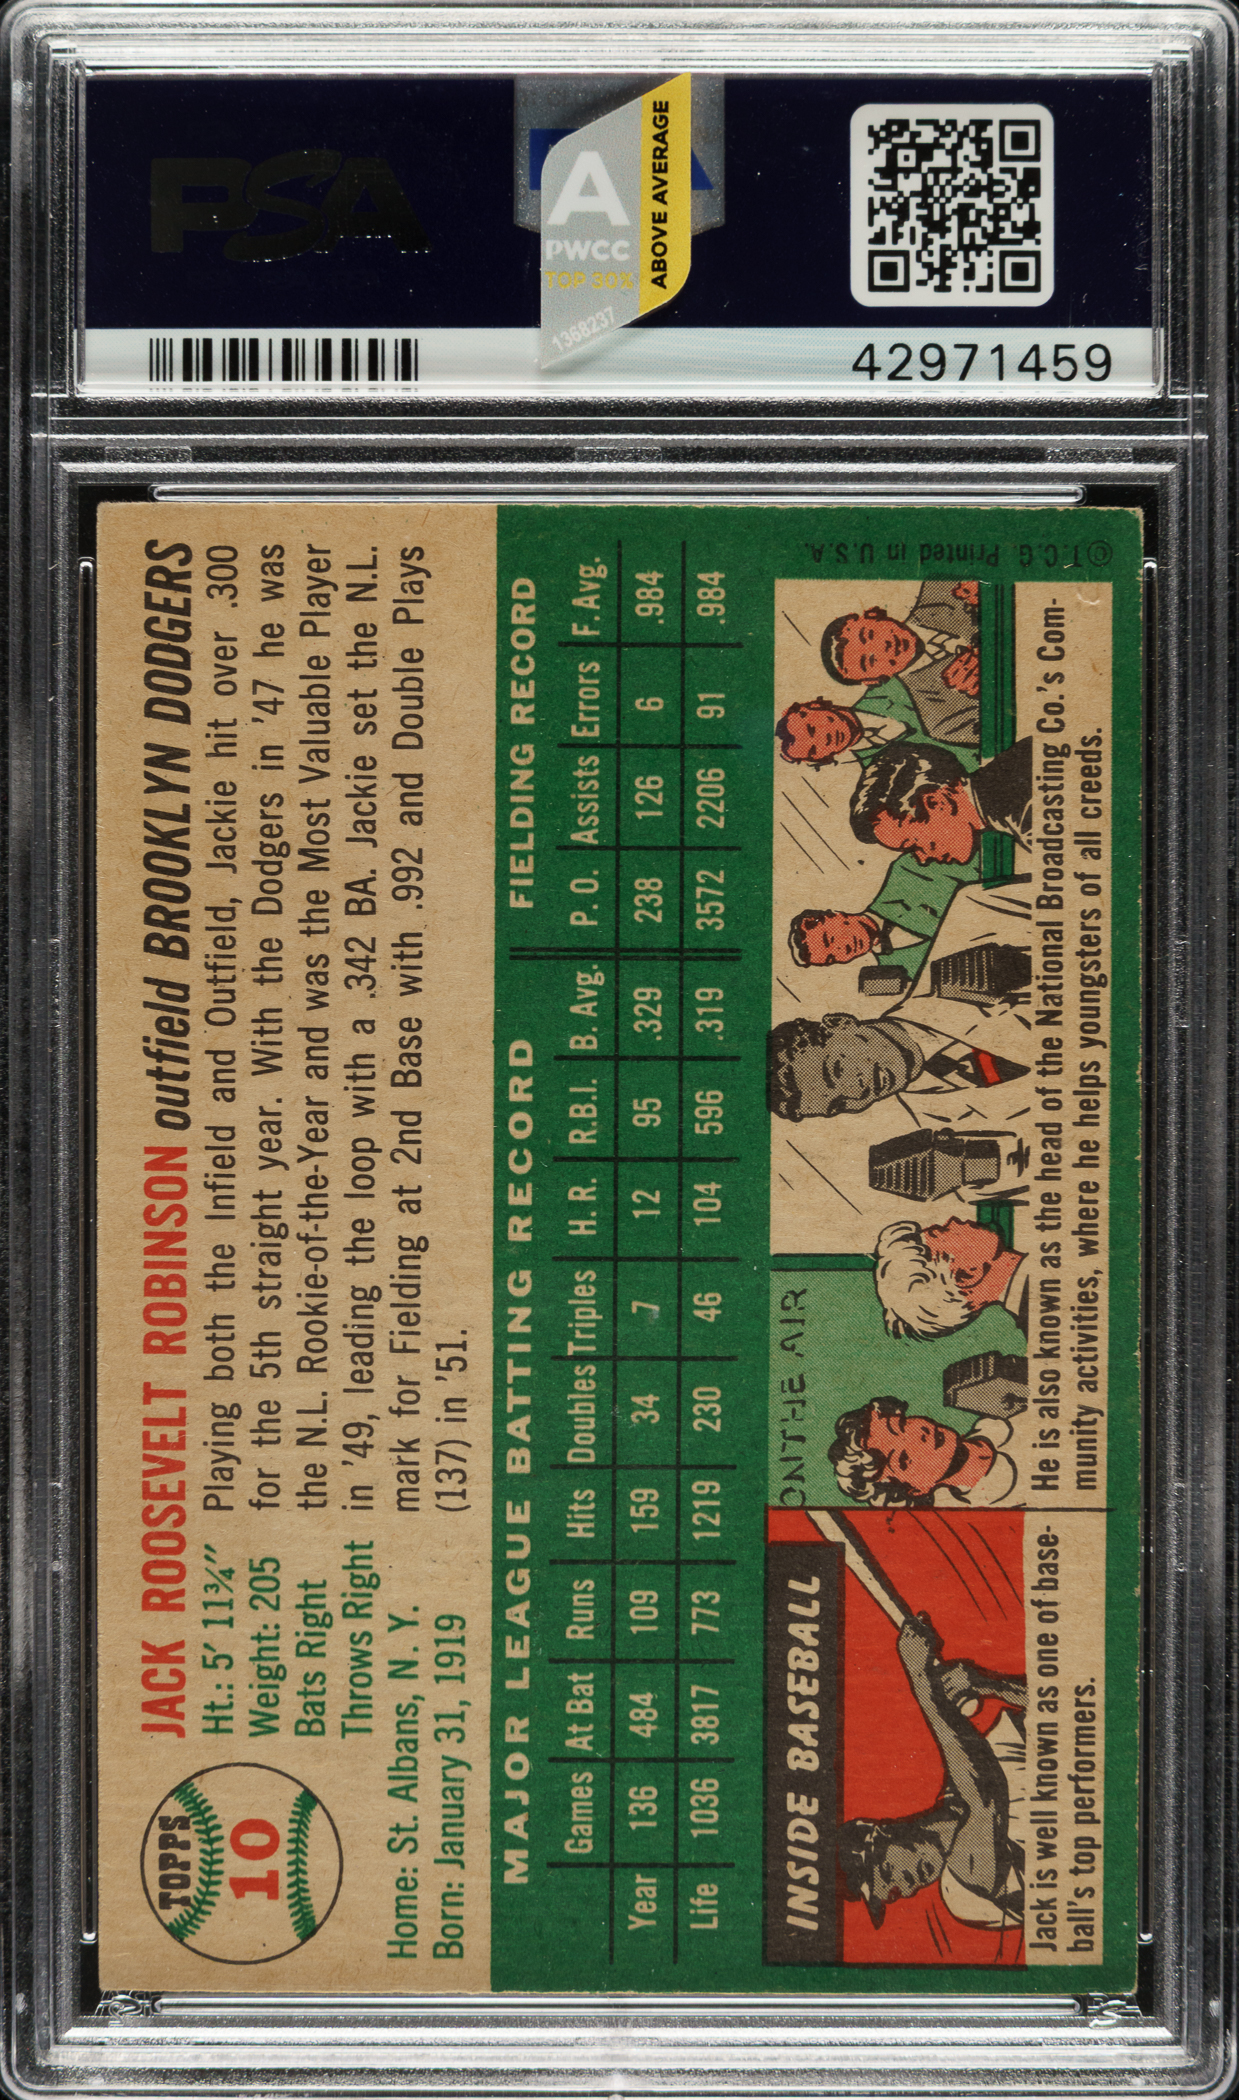 PSA
A
PWCC
TOP 30%
ABOVE AVERAGE
1368237
42971459
TOPPS
10
JACK ROOSEVELT ROBINSON outfield BROOKLYN DODGERS
Ht.: 5′ 11¾″
Weight: 205
Bats Right
Throws Right
Home: St. Albans, N. Y.
Born: January 31, 1919
Playing both the Infield and Outfield, Jackie hit over .300
for the 5th straight year. With the Dodgers in '47 he was
the N.L. Rookie-of-the-Year and was the Most Valuable Player
in '49, leading the loop with a .342 BA. Jackie set the N.L.
mark for Fielding at 2nd Base with .992 and Double Plays
(137) in '51.
MAJOR LEAGUE BATTING RECORD FIELDING RECORD
Games At Bat Runs Hits Doubles Triples H. R. R.B.I. B. Avg. P. O. Assists Errors F. Avg.
Year 136 484 109 159 34 7 12 95 .329 238 126 6 .984
Life 1036 3817 773 1219 230 46 104 596 .319 3572 2206 91 .984
INSIDE BASEBALL
Jack is well known as one of base-
ball's top performers.
ON THE AIR
He is also known as the head of the National Broadcasting Co.'s Com-
munity activities, where he helps youngsters of all creeds.
©T.C.G. Printed in U.S.A.